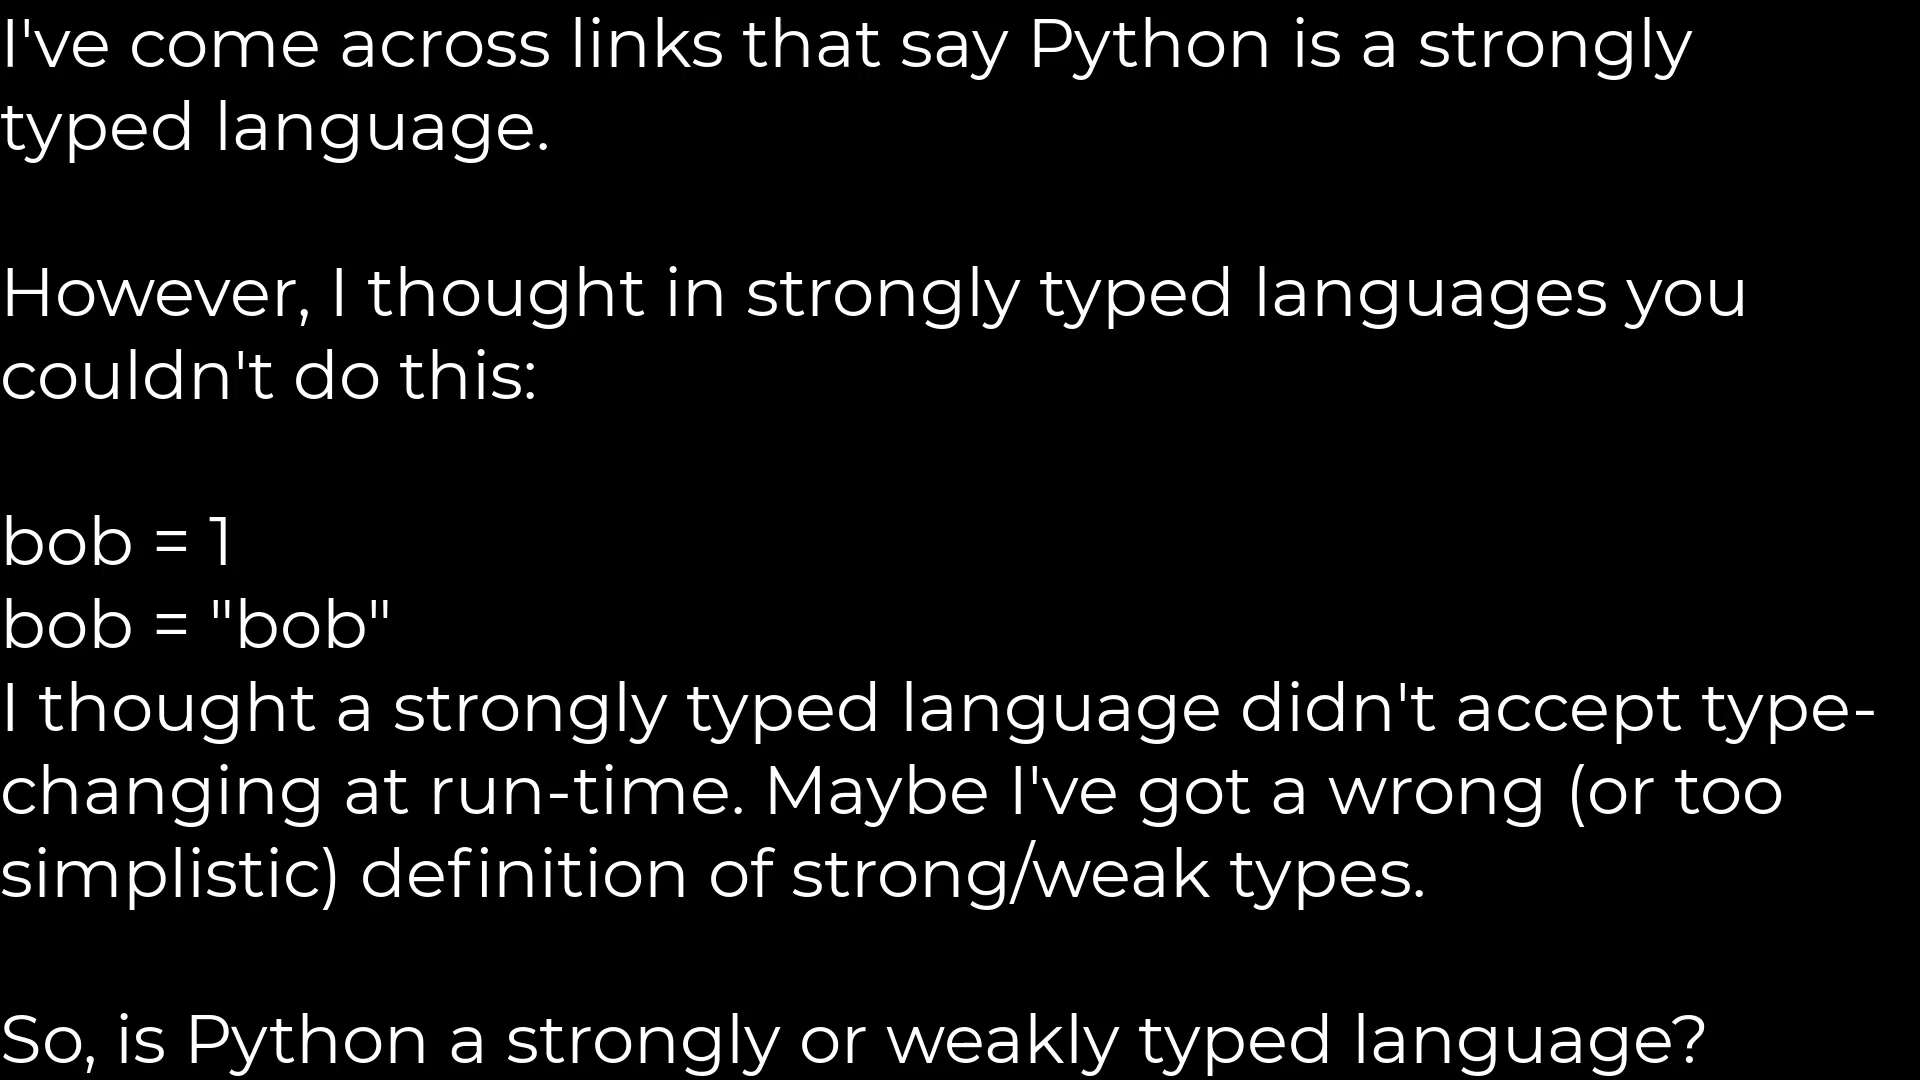 I've come across links that say Python is a strongly
typed language.
However, I thought in strongly typed languages you
couldn't do this:
bob = 1
bob = "bob"
I thought a strongly typed language didn't accept type-
changing at run-time. Maybe I've got a wrong (or too
simplistic) definition of strong/weak types.
So, is Python a strongly or weakly typed language?